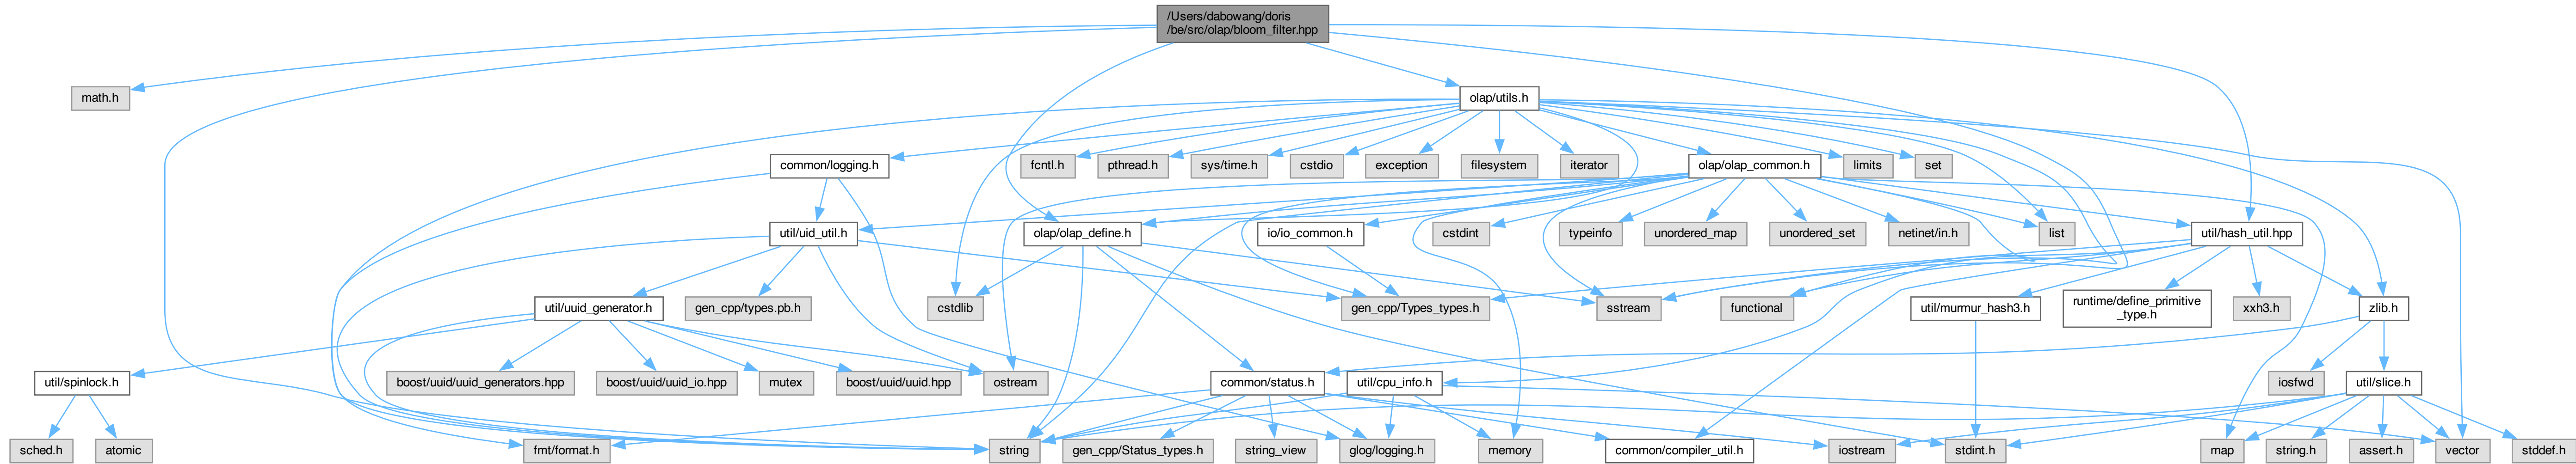 /Users/dabowang/doris
/be/src/olap/bloom_filter.hpp
math.h
olap/utils.h
common/logging.h
fcntl.h
pthread.h
sys/time.h
cstdio
exception
filesystem
iterator
olap/olap_common.h
limits
set
util/uid_util.h
olap/olap_define.h
io/io_common.h
cstdint
typeinfo
unordered_map
unordered_set
netinet/in.h
list
util/hash_util.hpp
util/uuid_generator.h
gen_cpp/types.pb.h
cstdlib
gen_cpp/Types_types.h
sstream
functional
util/murmur_hash3.h
runtime/define_primitive
_type.h
xxh3.h
zlib.h
util/spinlock.h
boost/uuid/uuid_generators.hpp
boost/uuid/uuid_io.hpp
mutex
boost/uuid/uuid.hpp
ostream
common/status.h
util/cpu_info.h
iosfwd
util/slice.h
sched.h
atomic
fmt/format.h
string
gen_cpp/Status_types.h
string_view
glog/logging.h
memory
common/compiler_util.h
iostream
stdint.h
map
string.h
assert.h
vector
stddef.h